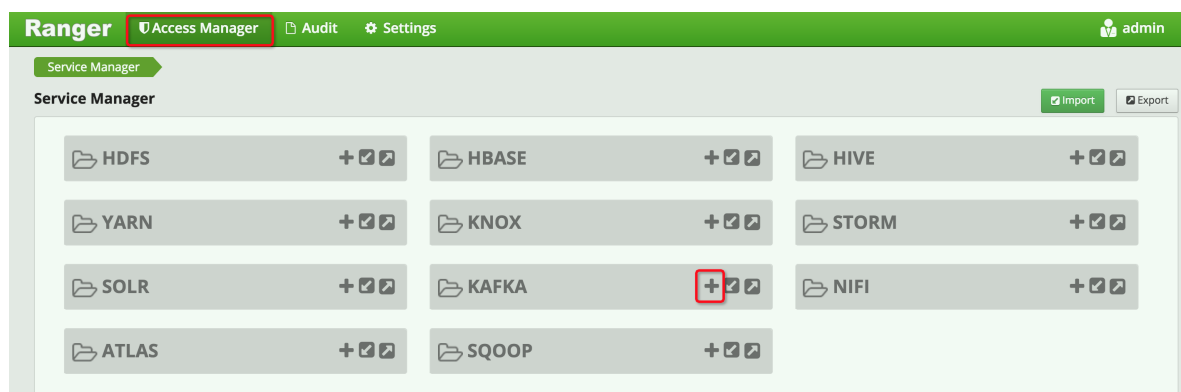 Ranger Access Manager Audit Settings admin
Service Manager
Service Manager Import Export
HDFS HBASE HIVE
YARN KNOX STORM
SOLR KAFKA NIFI
ATLAS SQOOP